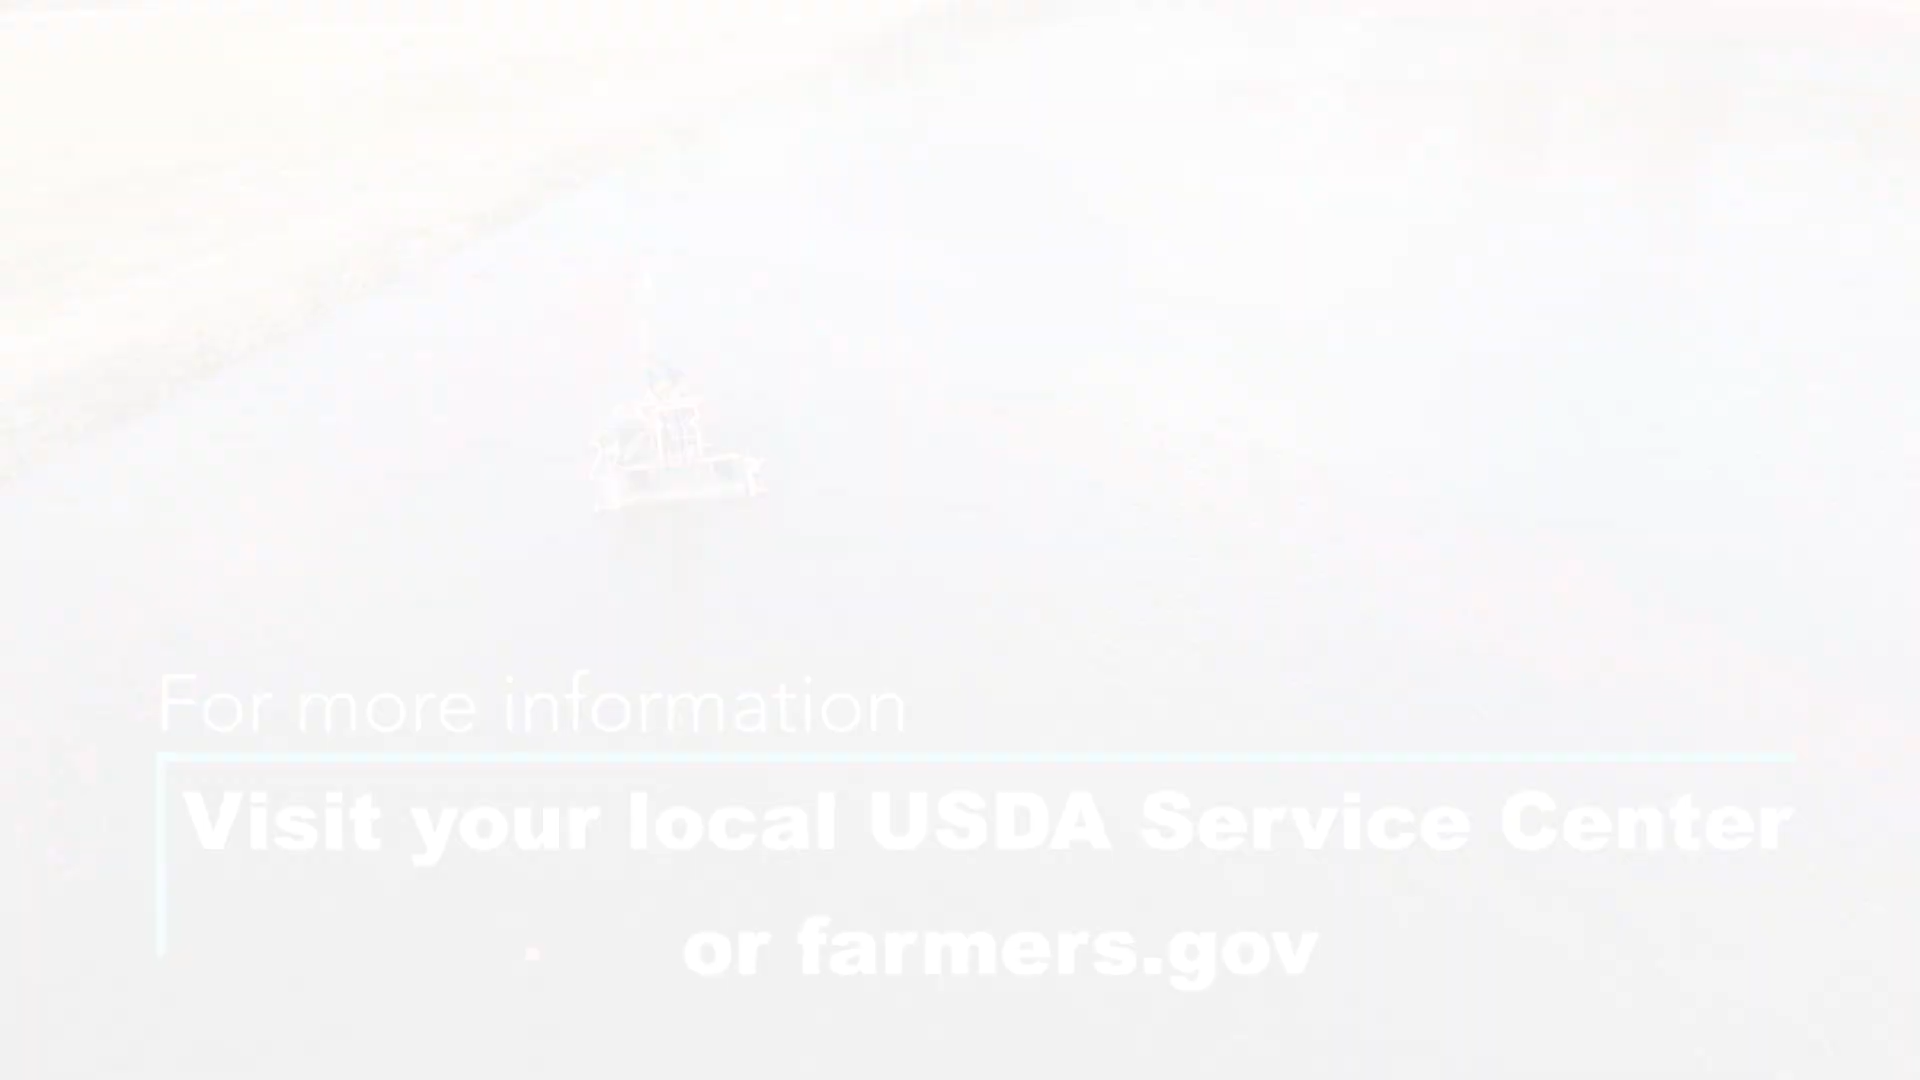 For more information
Visit your local USDA Service Center
or farmers.gov